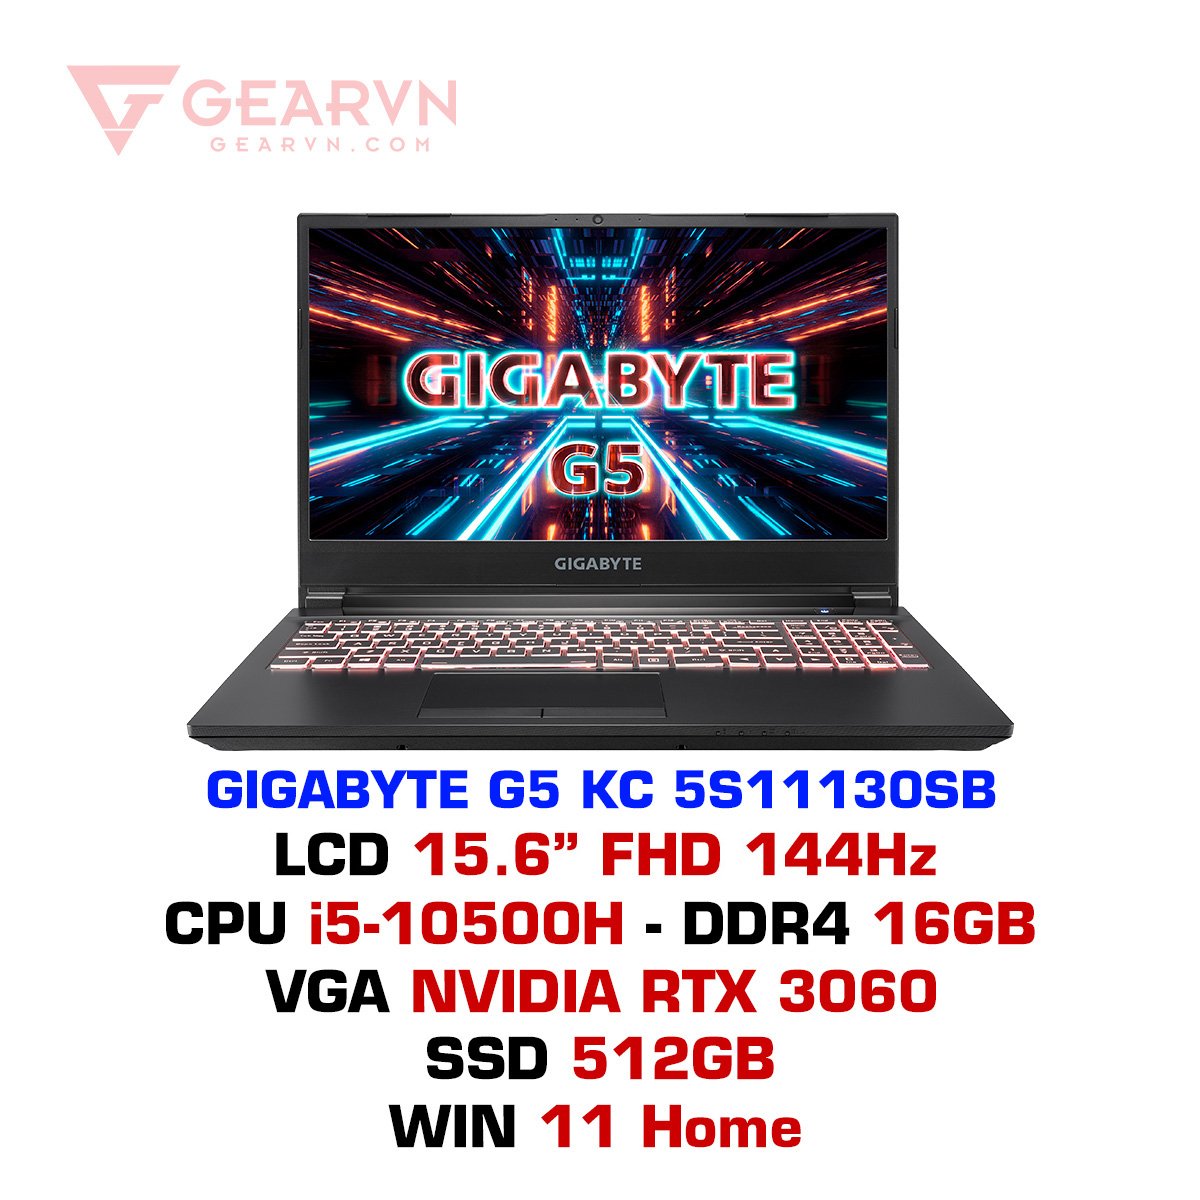 GEARVN
GEARVN.COM
GIGABYTE
G5
GIGABYTE
GIGABYTE G5 KC 5S11130SB
LCD 15.6” FHD 144Hz
CPU i5-10500H - DDR4 16GB
VGA NVIDIA RTX 3060
SSD 512GB
WIN 11 Home